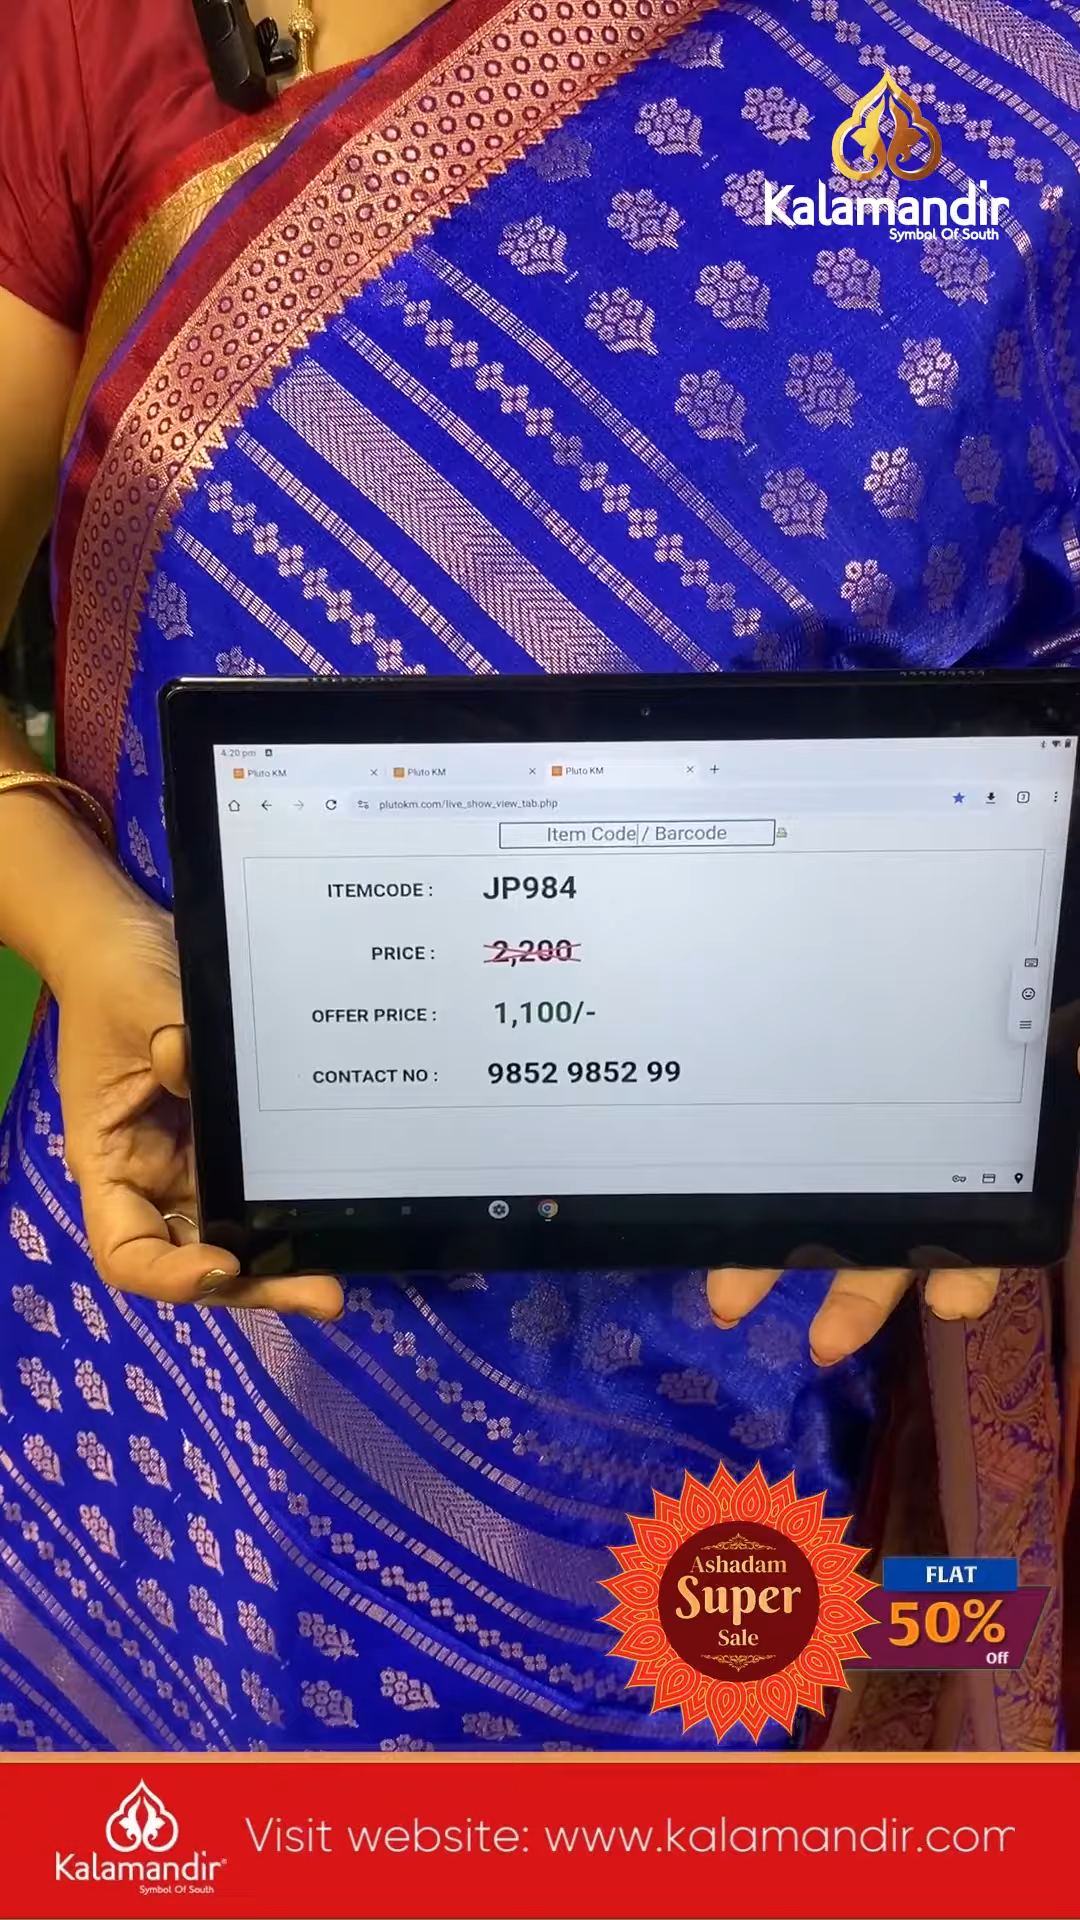 Kalamandir
Symbol Of South
4:20 pm
Pluto KM
Pluto KM
Pluto KM
plutokm.com/live_show_view_tab.php
Item Code / Barcode
ITEMCODE : JP984
PRICE : 2,200
OFFER PRICE : 1,100/-
CONTACT NO : 9852 9852 99
Ashadam
Super
Sale
FLAT
50%
Off
Kalamandir
Symbol Of South
Visit website: www.kalamandir.com